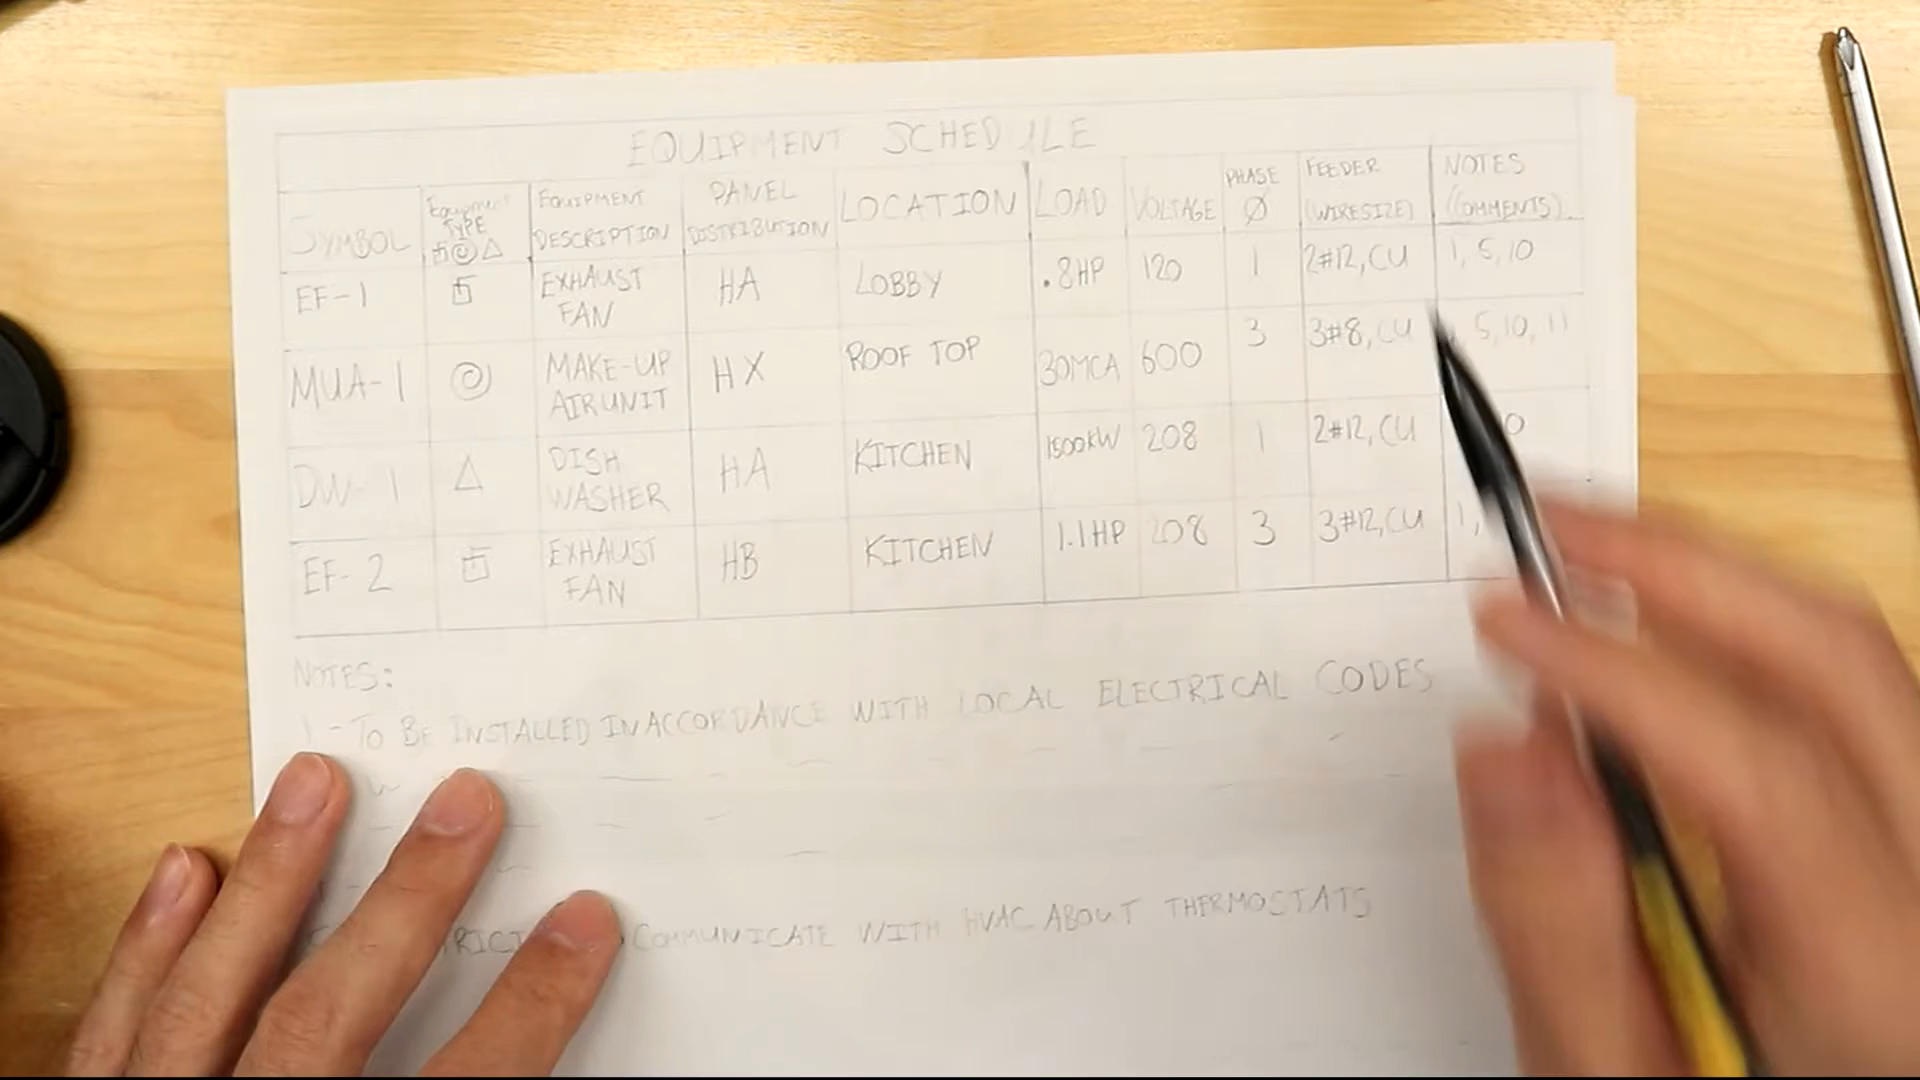 EQUIPMENT SCHEDULE
SYMBOL Equipment TYPE EQUIPMENT DESCRIPTION PANEL DISTRIBUTION LOCATION LOAD VOLTAGE PHASE Ø FEEDER (WIRESIZE) NOTES (COMMENTS)
EF-1 EXHAUST FAN HA LOBBY .8HP 120 1 2#12, CU 1, 5, 10
MUA-1 MAKE-UP AIR UNIT HX ROOF TOP 30MCA 600 3 3#8, CU 5, 10, 11
DW-1 DISH WASHER HA KITCHEN 1500KW 208 1 2#12, CU
EF-2 EXHAUST FAN HB KITCHEN 1.1HP 208 3 3#12, CU 1,
NOTES:
1 - TO BE INSTALLED IN ACCORDANCE WITH LOCAL ELECTRICAL CODES
COMMUNICATE WITH HVAC ABOUT THERMOSTATS